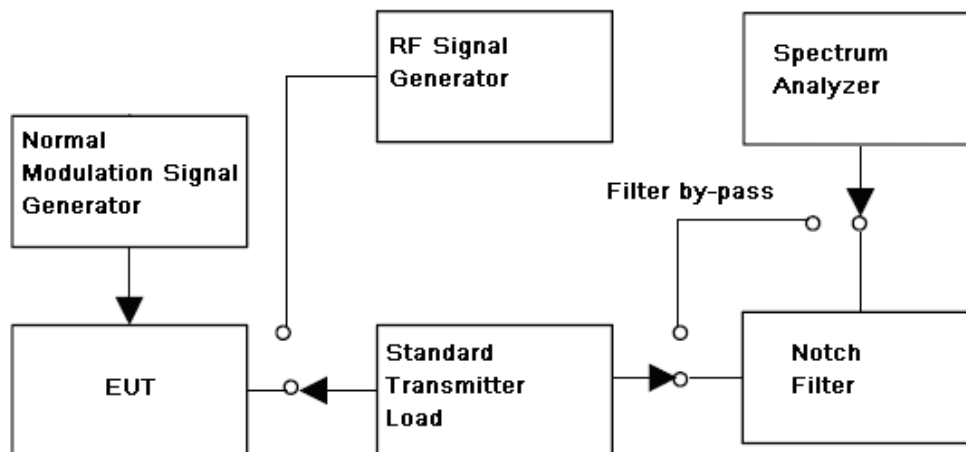 RF Signal
Generator
Spectrum
Analyzer
Normal
Modulation Signal
Generator
Filter by-pass
EUT
Standard
Transmitter
Load
Notch
Filter